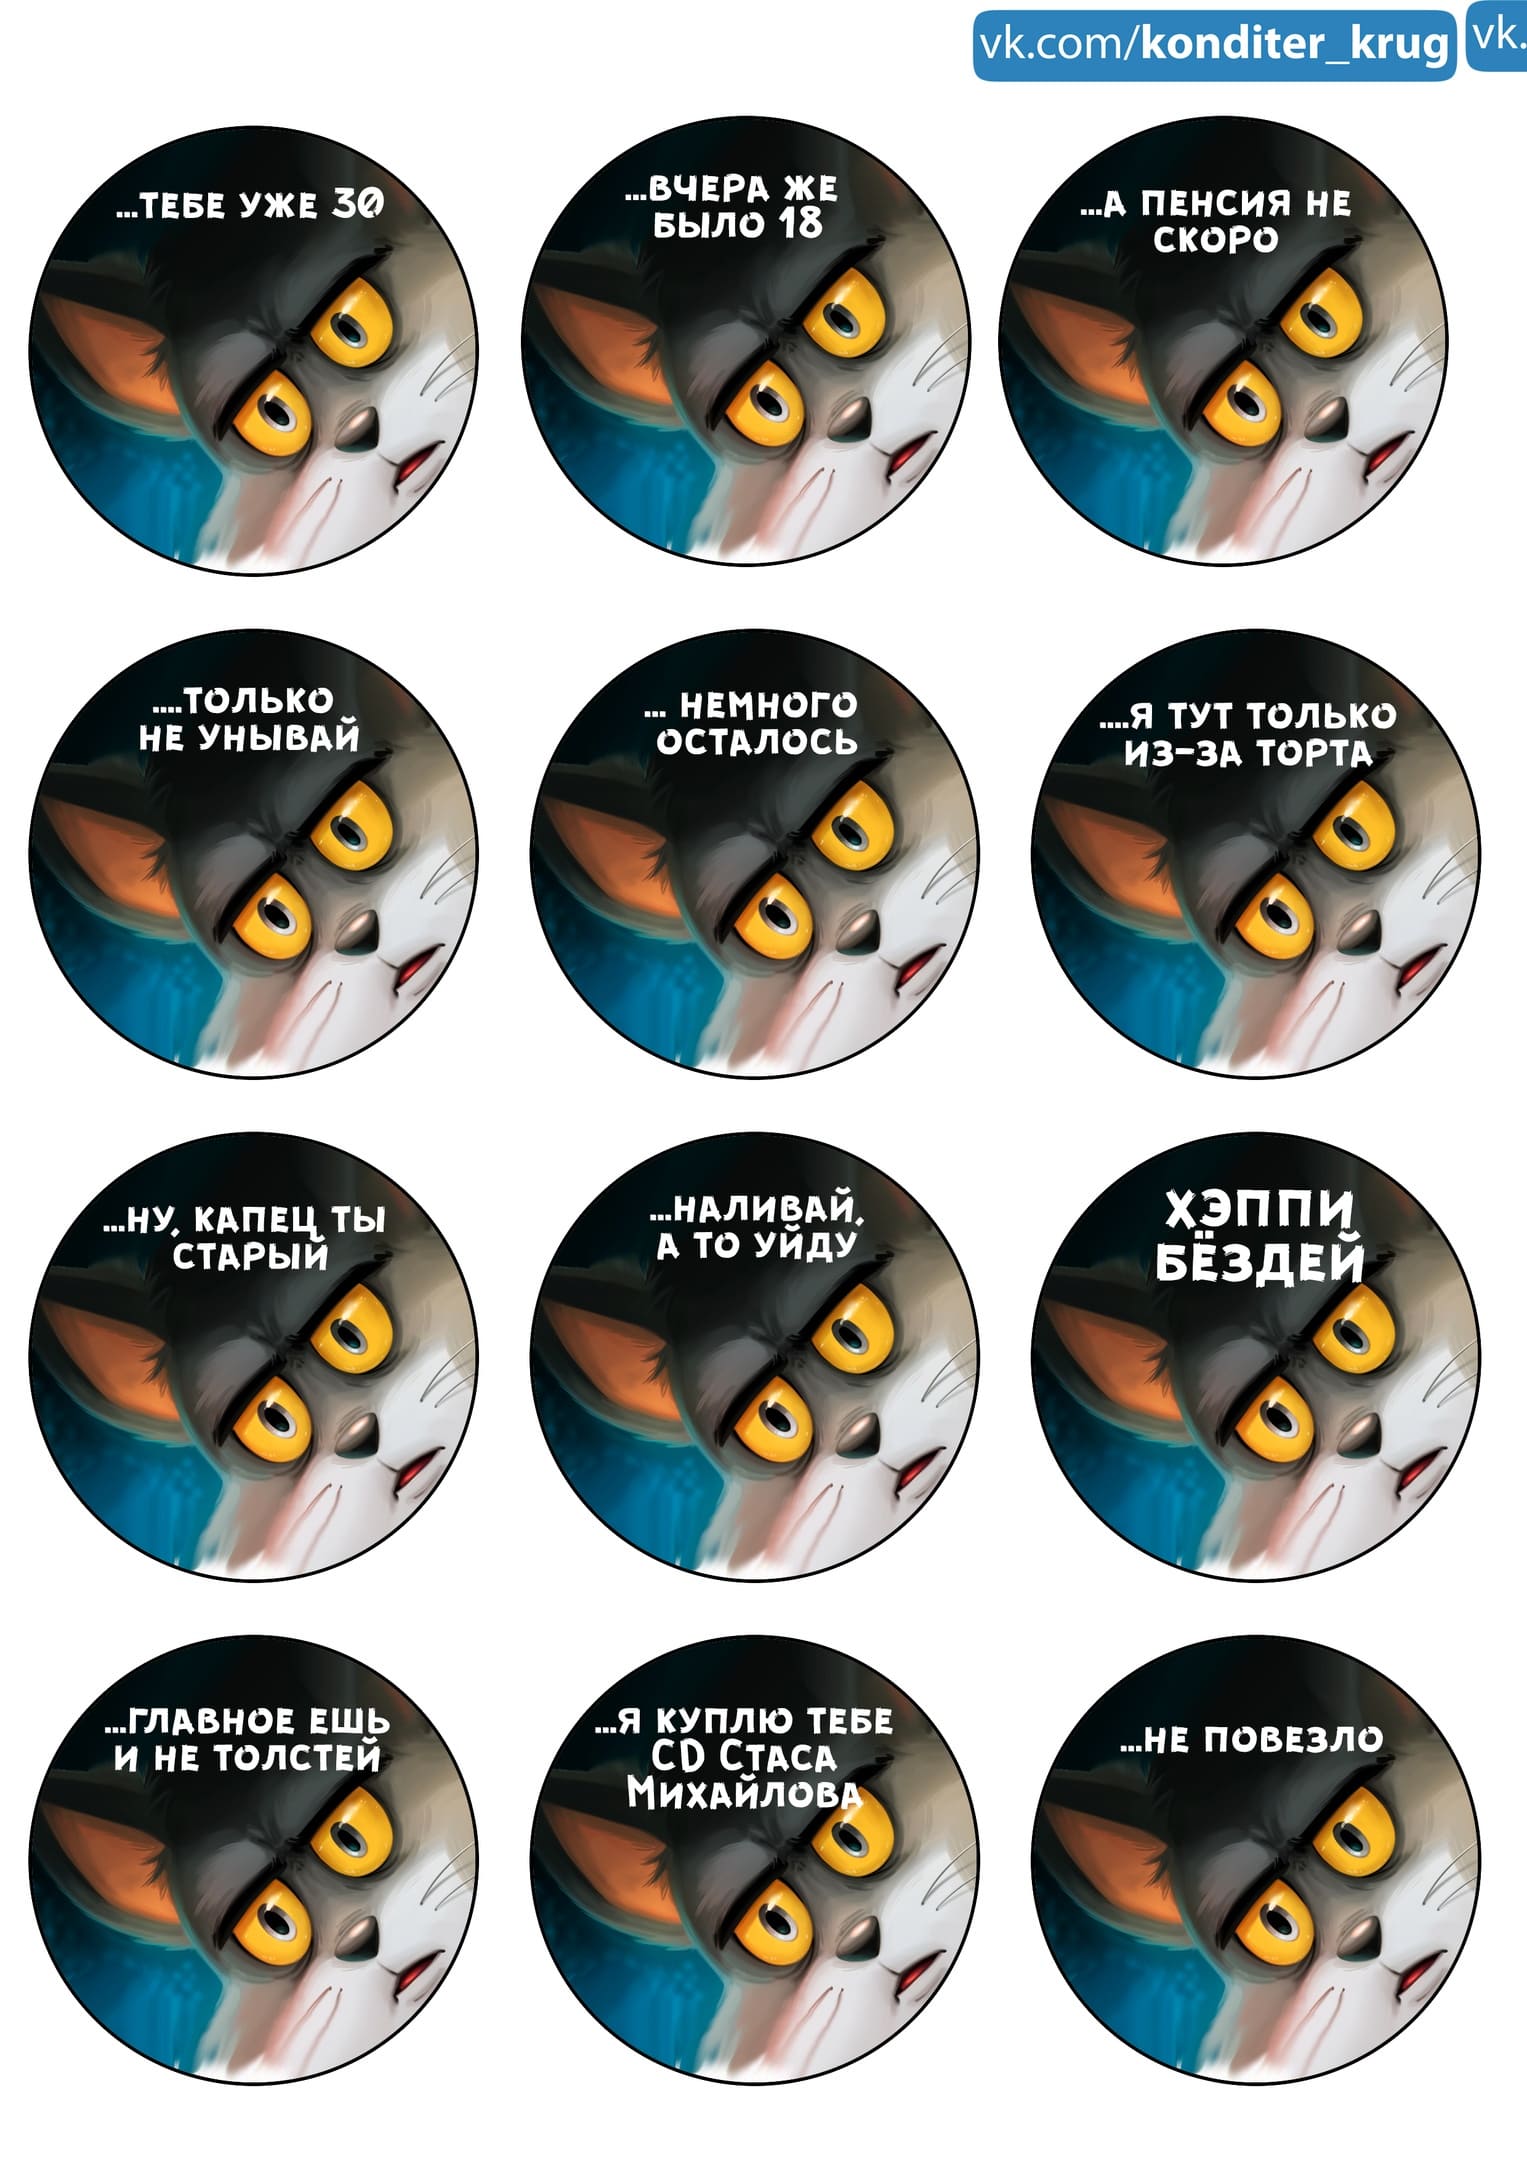 vk.com/konditer_krug
vk.
...ТЕБЕ УЖЕ 30
...ВЧЕРА ЖЕ
БЫЛО 18
...А ПЕНСИЯ НЕ
СКОРО
....ТОЛЬКО
НЕ УНЫВАЙ
... НЕМНОГО
ОСТАЛОСЬ
....Я ТУТ ТОЛЬКО
ИЗ-ЗА ТОРТА
...НУ, КАПЕЦ ТЫ
СТАРЫЙ
...НАЛИВАЙ,
А ТО УЙДУ
ХЭППИ
БЁЗДЕЙ
...ГЛАВНОЕ ЕШЬ
И НЕ ТОЛСТЕЙ
...Я КУПЛЮ ТЕБЕ
CD СТАСА
МИХАЙЛОВА
...НЕ ПОВЕЗЛО